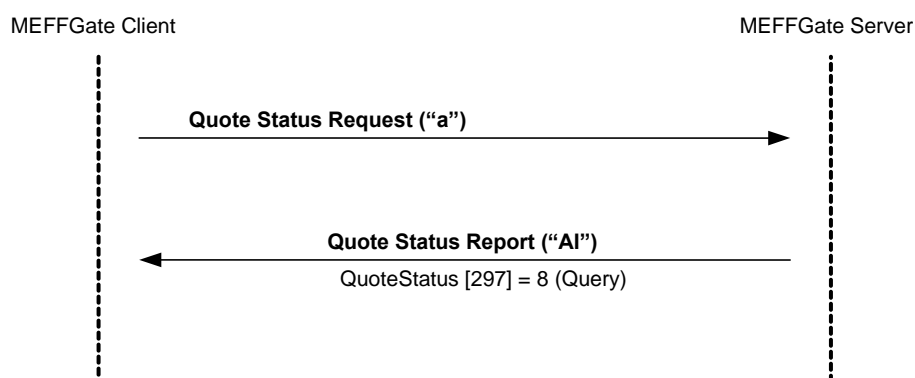 MEFFGate Client
MEFFGate Server
Quote Status Request (“a”)
Quote Status Report (“AI”)
QuoteStatus [297] = 8 (Query)